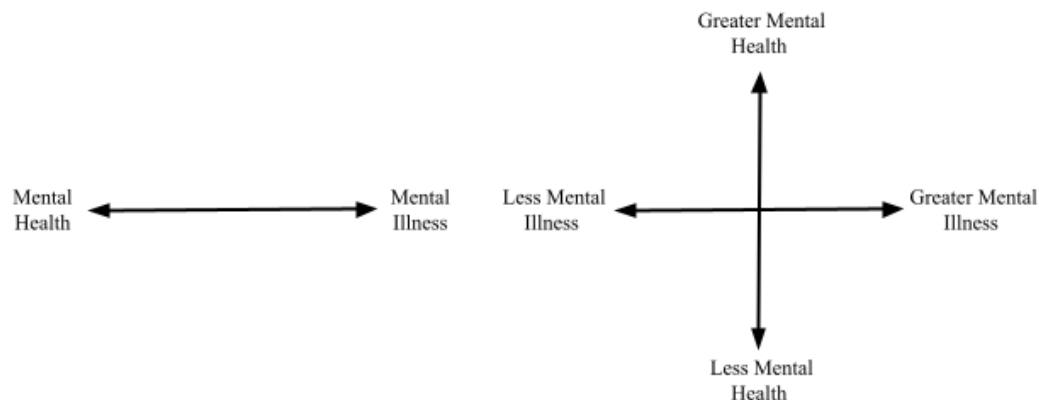 Mental
Health
Mental
Illness
Greater Mental
Health
Less Mental
Illness
Greater Mental
Illness
Less Mental
Health